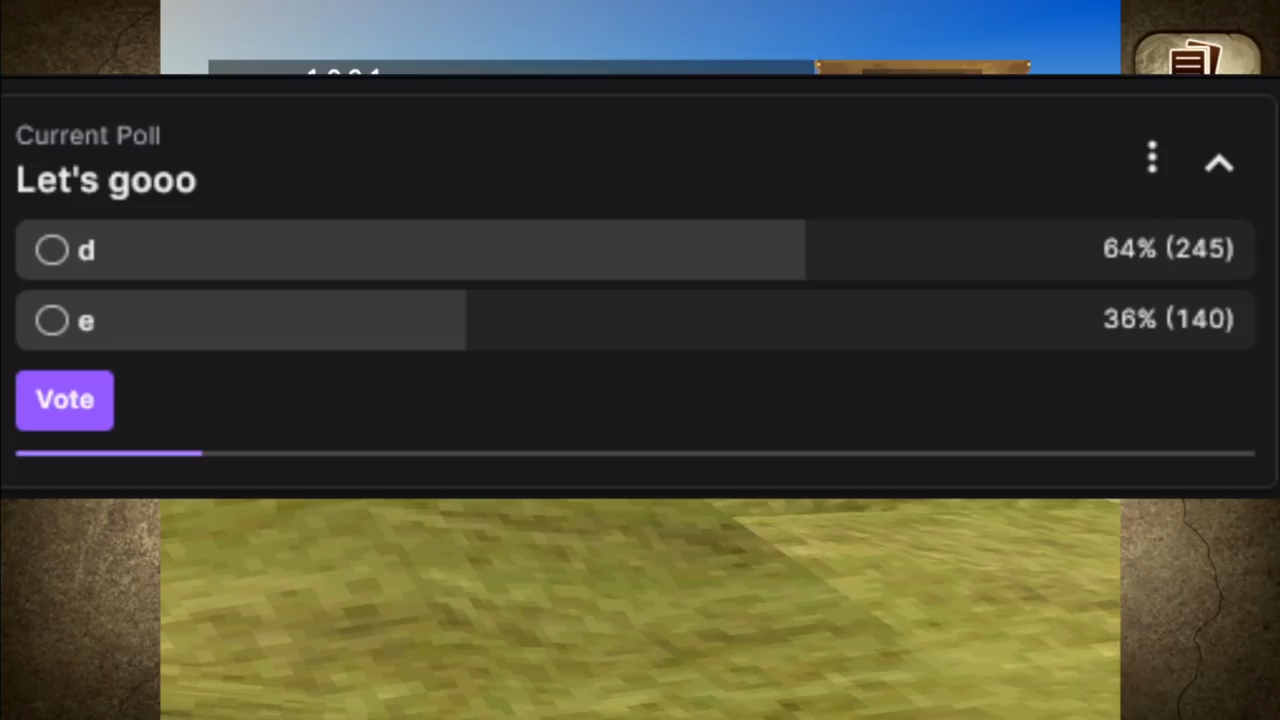 Current Poll
Let's gooo
d 64% (245)
e 36% (140)
Vote